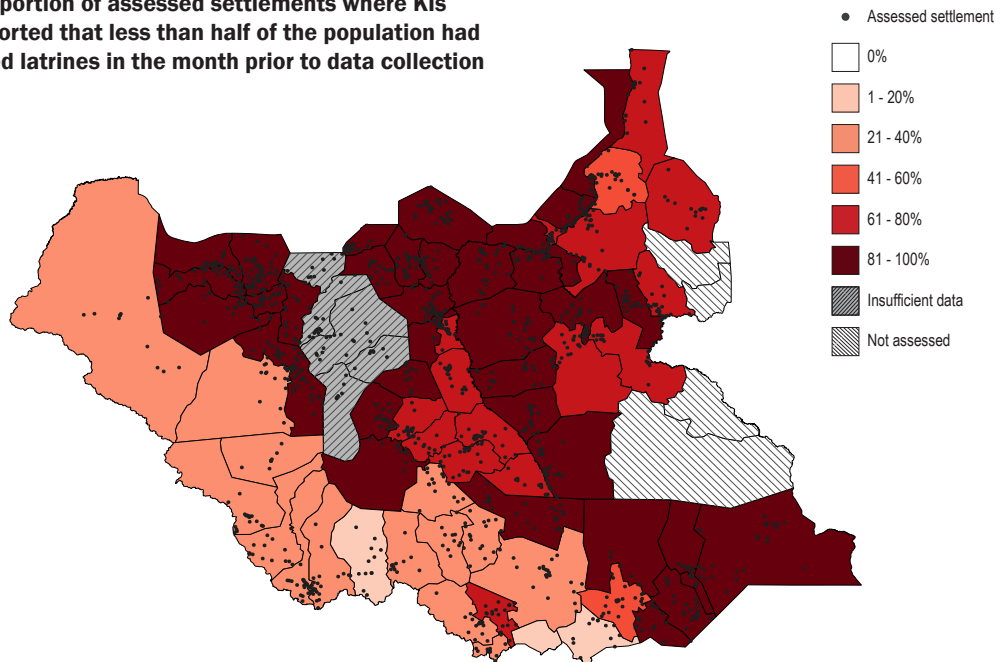 portion of assessed settlements where KIs
orted that less than half of the population had
d latrines in the month prior to data collection
Assessed settlement
0%
1 - 20%
21 - 40%
41 - 60%
61 - 80%
81 - 100%
Insufficient data
Not assessed